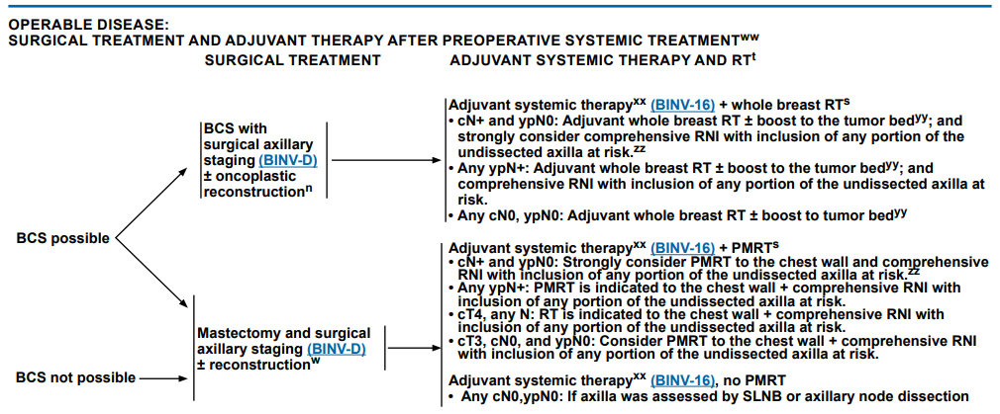 OPERABLE DISEASE:
SURGICAL TREATMENT AND ADJUVANT THERAPY AFTER PREOPERATIVE SYSTEMIC TREATMENTww
SURGICAL TREATMENT
ADJUVANT SYSTEMIC THERAPY AND RTt
BCS possible
BCS with
surgical axillary
staging (BINV-D)
± oncoplastic
reconstructionn
Adjuvant systemic therapyxx (BINV-16) + whole breast RTs
• cN+ and ypN0: Adjuvant whole breast RT ± boost to the tumor bedyy; and
strongly consider comprehensive RNI with inclusion of any portion of the
undissected axilla at risk.zz
• Any ypN+: Adjuvant whole breast RT ± boost to the tumor bedyy; and
comprehensive RNI with inclusion of any portion of the undissected axilla at
risk.
• Any cN0, ypN0: Adjuvant whole breast RT ± boost to tumor bedyy
BCS not possible
Mastectomy and surgical
axillary staging (BINV-D)
± reconstructionw
Adjuvant systemic therapyxx (BINV-16) + PMRTs
• cN+ and ypN0: Strongly consider PMRT to the chest wall and comprehensive
RNI with inclusion of any portion of the undissected axilla at risk.zz
• Any ypN+: PMRT is indicated to the chest wall + comprehensive RNI with
inclusion of any portion of the undissected axilla at risk.
• cT4, any N: RT is indicated to the chest wall + comprehensive RNI with
inclusion of any portion of the undissected axilla at risk.
• cT3, cN0, and ypN0: Consider PMRT to the chest wall + comprehensive RNI
with inclusion of any portion of the undissected axilla at risk.
Adjuvant systemic therapyxx (BINV-16), no PMRT
• Any cN0,ypN0: If axilla was assessed by SLNB or axillary node dissection